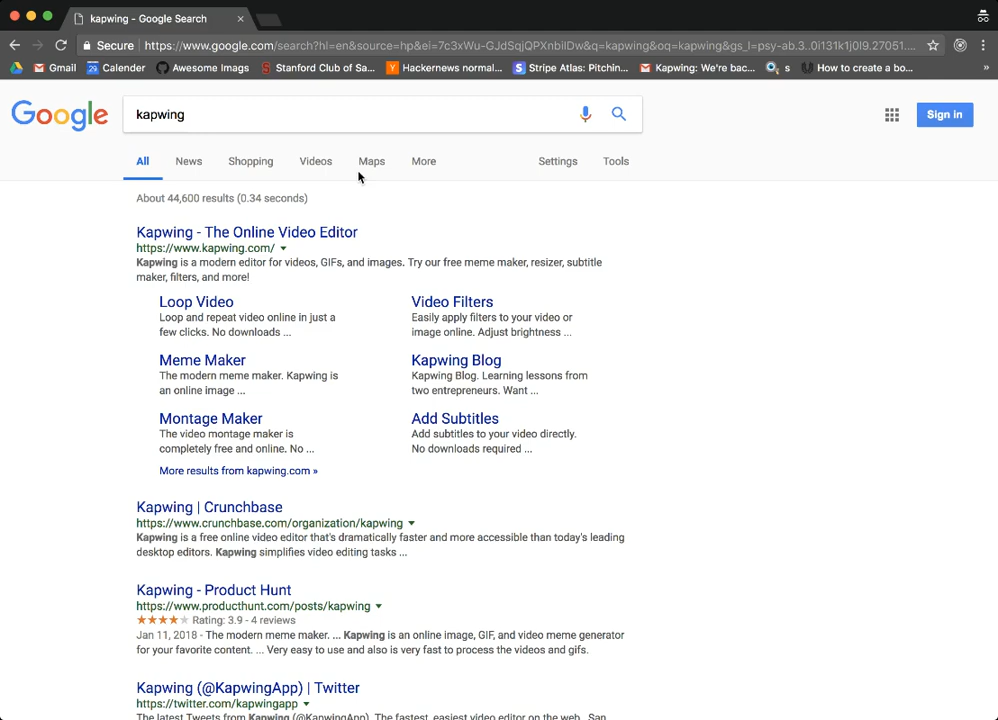 kapwing - Google Search
Secure https://www.google.com/search?hl=en&source=hp&ei=7c3xWu-GJdSqjQPXnbiIDw&q=kapwing&oq=kapwing&gs_l=psy-ab.3..0i131k1j0l9.27051....
Gmail Calender Awesome Imags Stanford Club of Sa... Hackernews normal... Stripe Atlas: Pitchin... Kapwing: We're bac... s How to create a bo... »
Google
kapwing
Sign in
All News Shopping Videos Maps More Settings Tools
About 44,600 results (0.34 seconds)
Kapwing - The Online Video Editor
https://www.kapwing.com/
Kapwing is a modern editor for videos, GIFs, and images. Try our free meme maker, resizer, subtitle
maker, filters, and more!
Loop Video
Loop and repeat video online in just a
few clicks. No downloads ...
Video Filters
Easily apply filters to your video or
image online. Adjust brightness ...
Meme Maker
The modern meme maker. Kapwing is
an online image ...
Kapwing Blog
Kapwing Blog. Learning lessons from
two entrepreneurs. Want ...
Montage Maker
The video montage maker is
completely free and online. No ...
Add Subtitles
Add subtitles to your video directly.
No downloads required ...
More results from kapwing.com »
Kapwing | Crunchbase
https://www.crunchbase.com/organization/kapwing
Kapwing is a free online video editor that's dramatically faster and more accessible than today's leading
desktop editors. Kapwing simplifies video editing tasks ...
Kapwing - Product Hunt
https://www.producthunt.com/posts/kapwing
Rating: 3.9 - 4 reviews
Jan 11, 2018 - The modern meme maker. ... Kapwing is an online image, GIF, and video meme generator
for your favorite content. ... Very easy to use and also is very fast to process the videos and gifs.
Kapwing (@KapwingApp) | Twitter
https://twitter.com/kapwingapp
The latest Tweets from Kapwing (@KapwingApp). The fastest, easiest video editor on the web. San